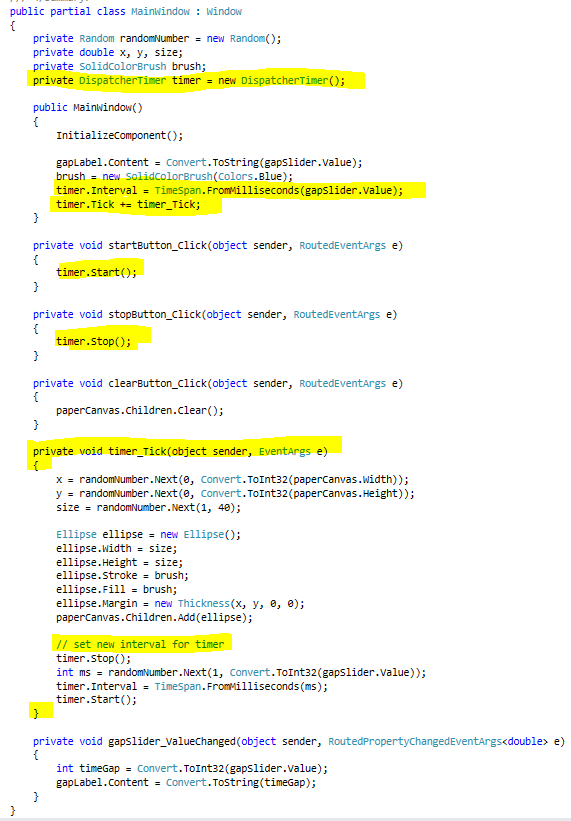 public partial class MainWindow : Window
{
    private Random randomNumber = new Random();
    private double x, y, size;
    private SolidColorBrush brush;
    private DispatcherTimer timer = new DispatcherTimer();

    public MainWindow()
    {
        InitializeComponent();

        gapLabel.Content = Convert.ToString(gapSlider.Value);
        brush = new SolidColorBrush(Colors.Blue);
        timer.Interval = TimeSpan.FromMilliseconds(gapSlider.Value);
        timer.Tick += timer_Tick;
    }

    private void startButton_Click(object sender, RoutedEventArgs e)
    {
        timer.Start();
    }

    private void stopButton_Click(object sender, RoutedEventArgs e)
    {
        timer.Stop();
    }

    private void clearButton_Click(object sender, RoutedEventArgs e)
    {
        paperCanvas.Children.Clear();
    }

    private void timer_Tick(object sender, EventArgs e)
    {
        x = randomNumber.Next(0, Convert.ToInt32(paperCanvas.Width));
        y = randomNumber.Next(0, Convert.ToInt32(paperCanvas.Height));
        size = randomNumber.Next(1, 40);

        Ellipse ellipse = new Ellipse();
        ellipse.Width = size;
        ellipse.Height = size;
        ellipse.Stroke = brush;
        ellipse.Fill = brush;
        ellipse.Margin = new Thickness(x, y, 0, 0);
        paperCanvas.Children.Add(ellipse);

        // set new interval for timer
        timer.Stop();
        int ms = randomNumber.Next(1, Convert.ToInt32(gapSlider.Value));
        timer.Interval = TimeSpan.FromMilliseconds(ms);
        timer.Start();
    }

    private void gapSlider_ValueChanged(object sender, RoutedPropertyChangedEventArgs<double> e)
    {
        int timeGap = Convert.ToInt32(gapSlider.Value);
        gapLabel.Content = Convert.ToString(timeGap);
    }
}